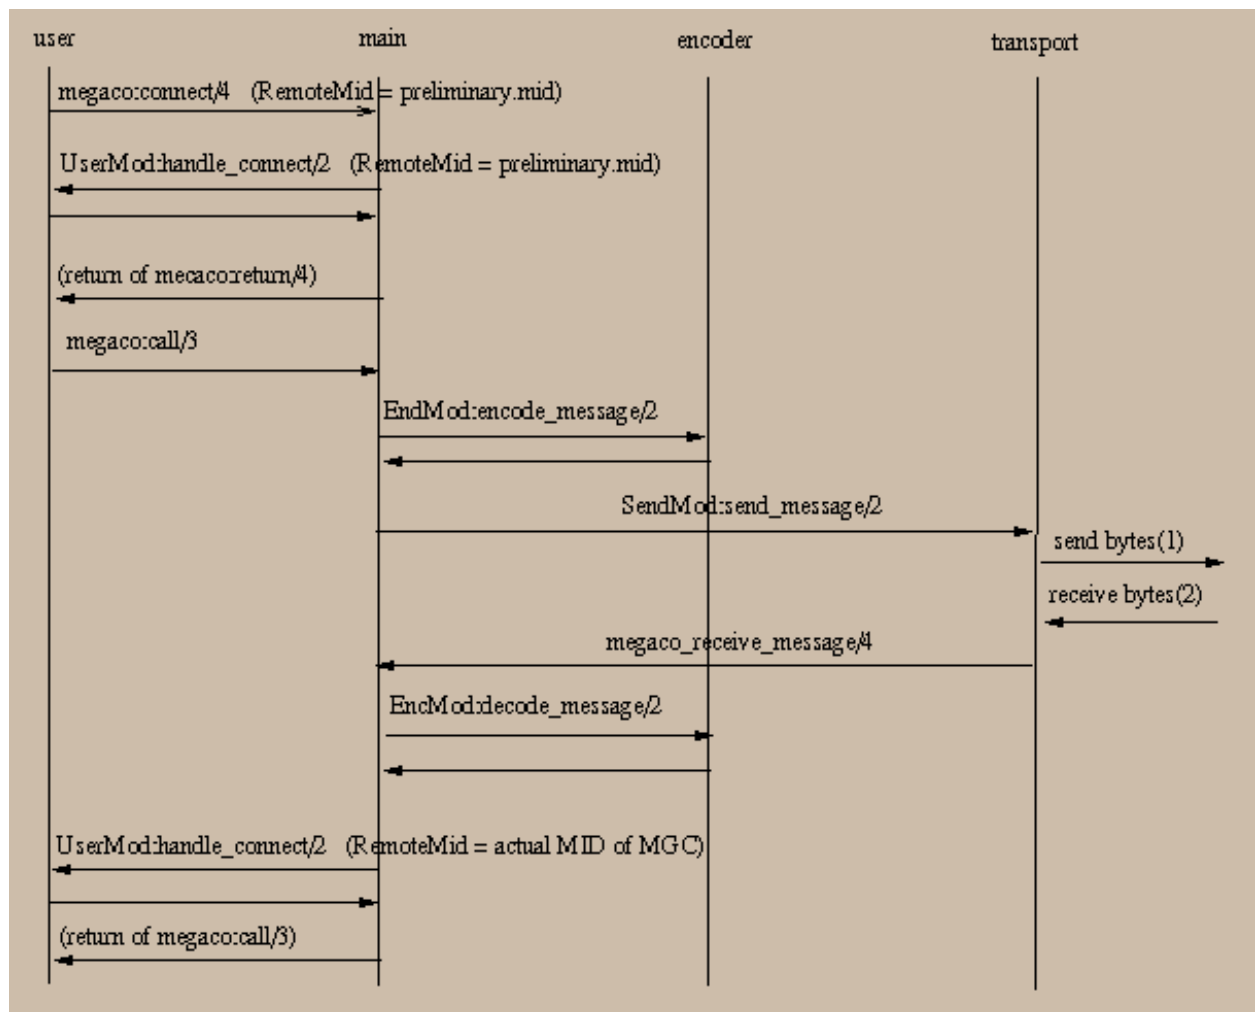 user main encoder transport
megaco:connect/4 (RemoteMid = preliminary.mid)
UserMod:handle_connect/2 (RemoteMid = preliminary.mid)
(return of mecaco:return/4)
megaco:call/3
EndMod:encode_message/2
SendMod:send_message/2
send bytes(1)
receive bytes(2)
megaco_receive_message/4
EncMod:decode_message/2
UserMod:handle_connect/2 (RemoteMid = actual MID of MGC)
(return of megaco:call/3)